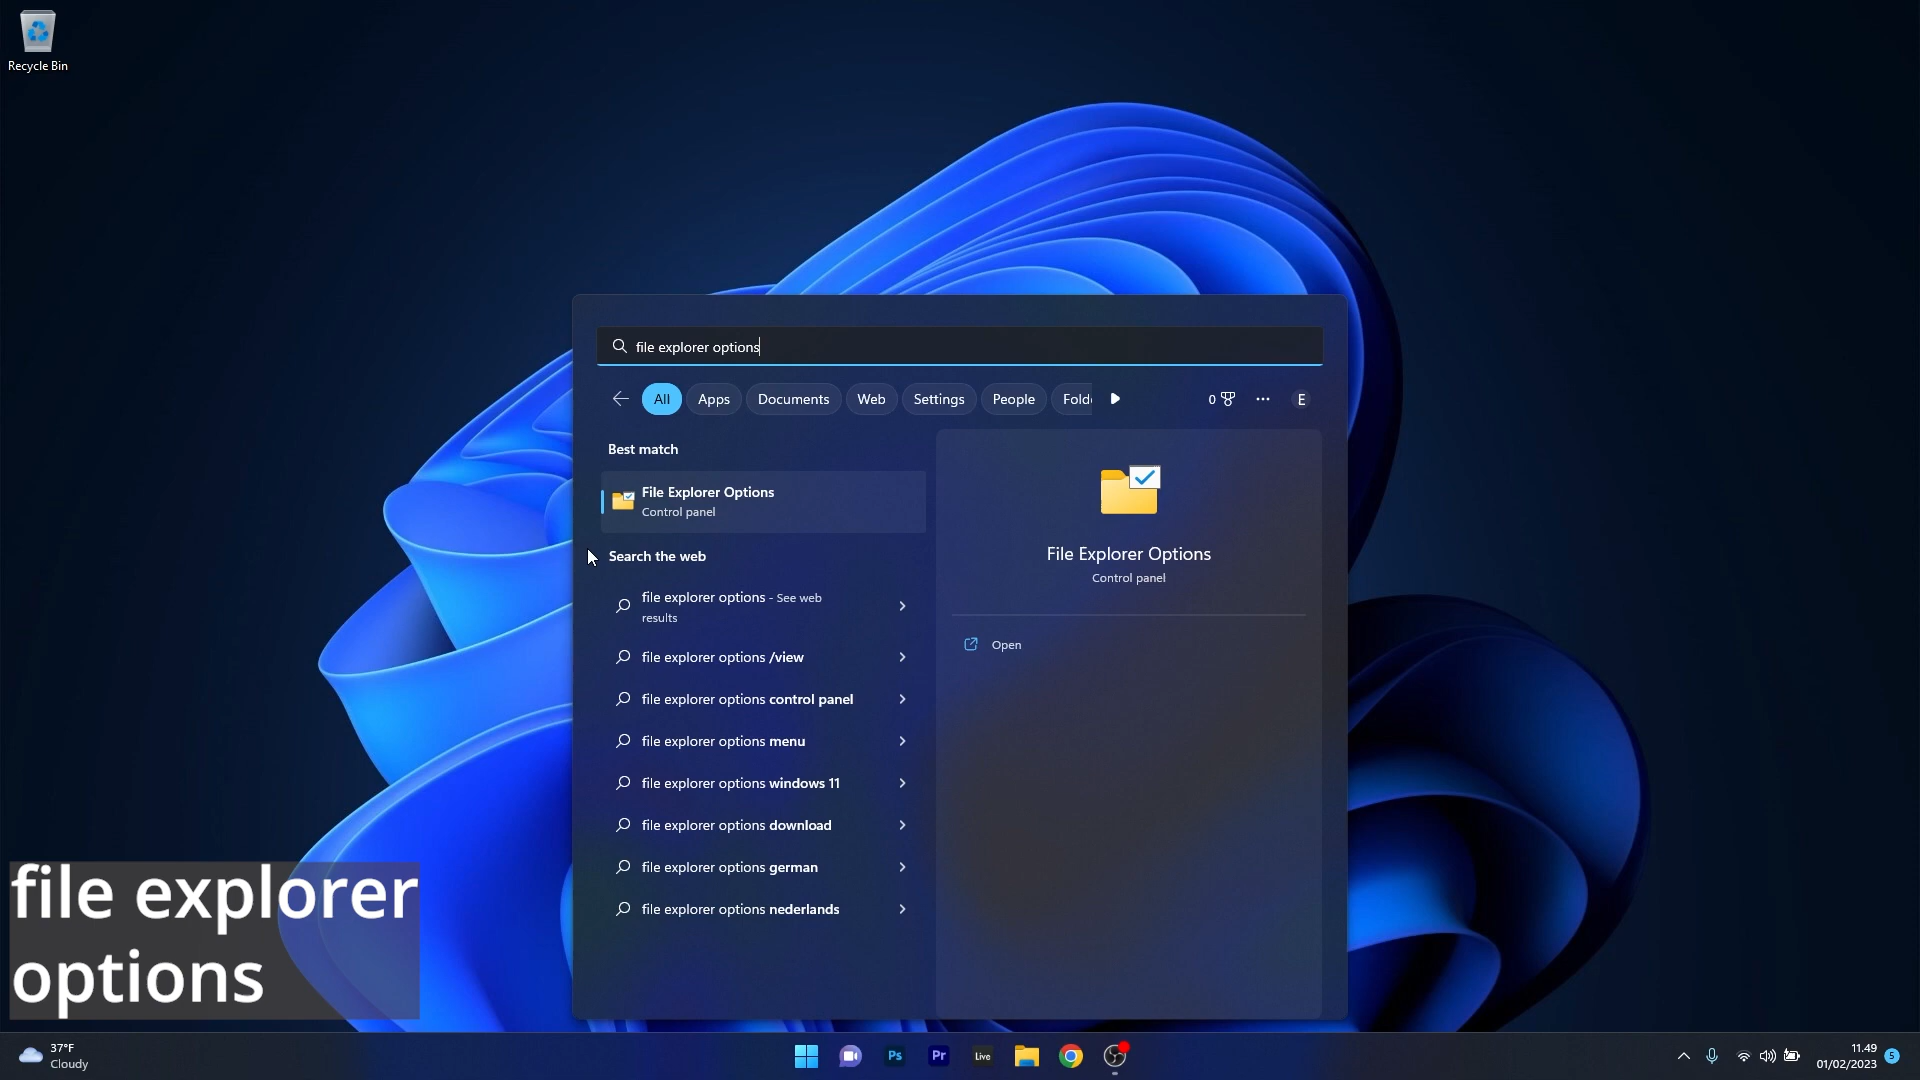 Recycle Bin
file explorer options
All
Apps
Documents
Web
Settings
People
Fold
0
E
Best match
File Explorer Options
Control panel
Search the web
file explorer options - See web
results
file explorer options /view
file explorer options control panel
file explorer options menu
file explorer options windows 11
file explorer options download
file explorer options german
file explorer options nederlands
File Explorer Options
Control panel
Open
file explorer
options
37°F
Cloudy
Ps
Pr
Live
11.49
01/02/2023
5